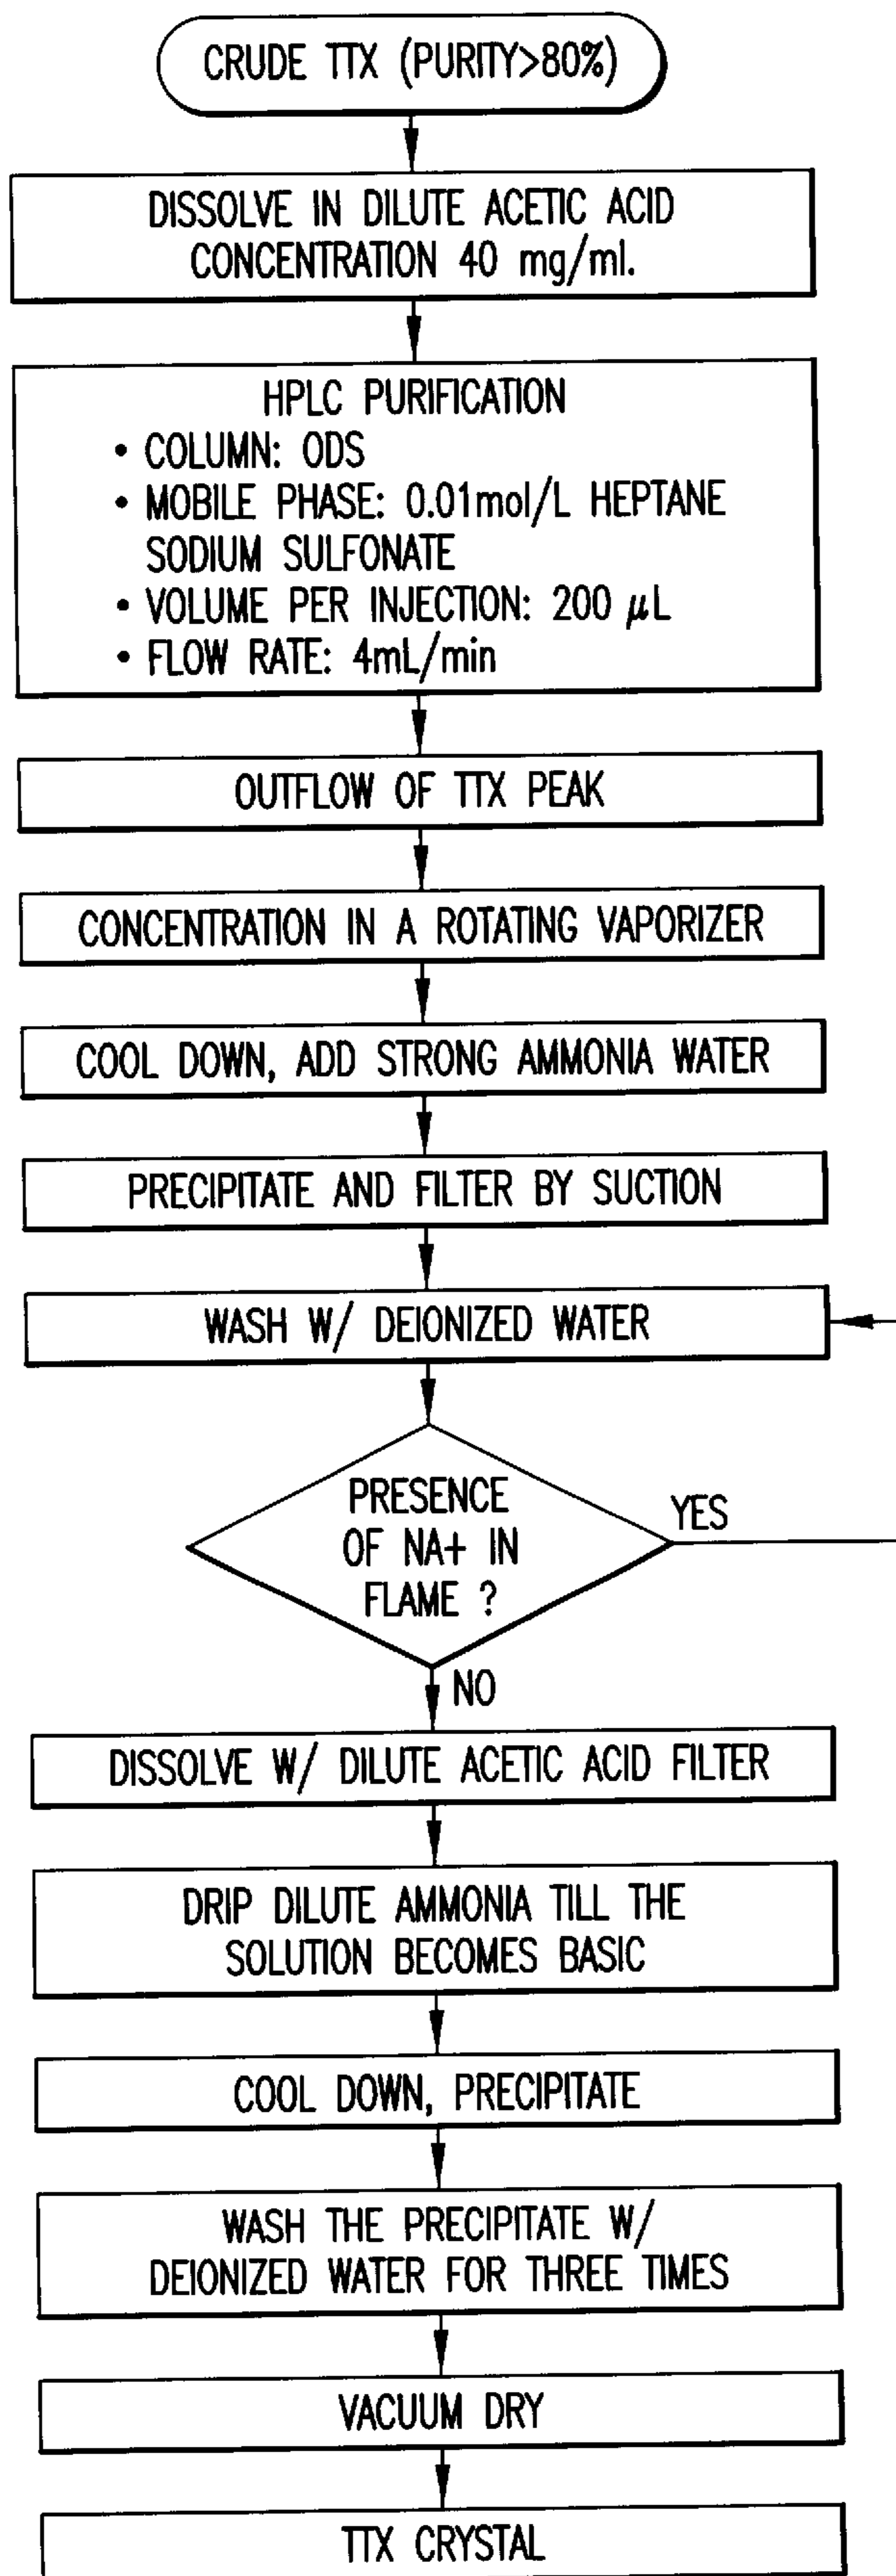 CRUDE TTX (PURITY>80%)
DISSOLVE IN DILUTE ACETIC ACID
CONCENTRATION 40 mg/ml.
HPLC PURIFICATION
• COLUMN: ODS
• MOBILE PHASE: 0.01mol/L HEPTANE
SODIUM SULFONATE
• VOLUME PER INJECTION: 200 μL
• FLOW RATE: 4mL/min
OUTFLOW OF TTX PEAK
CONCENTRATION IN A ROTATING VAPORIZER
COOL DOWN, ADD STRONG AMMONIA WATER
PRECIPITATE AND FILTER BY SUCTION
WASH W/ DEIONIZED WATER
PRESENCE
OF NA+ IN
FLAME ?
YES
NO
DISSOLVE W/ DILUTE ACETIC ACID FILTER
DRIP DILUTE AMMONIA TILL THE
SOLUTION BECOMES BASIC
COOL DOWN, PRECIPITATE
WASH THE PRECIPITATE W/
DEIONIZED WATER FOR THREE TIMES
VACUUM DRY
TTX CRYSTAL